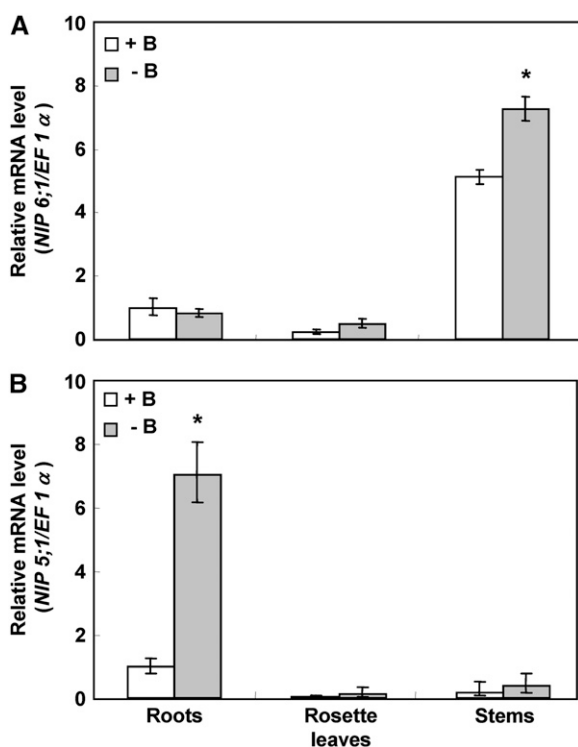 A
Relative mRNA level
(NIP 6;1/EF 1 α)
10
8
6
4
2
0
+ B
- B
*
B
Relative mRNA level
(NIP 5;1/EF 1 α)
10
8
6
4
2
0
+ B
- B
*
Roots
Rosette
leaves
Stems